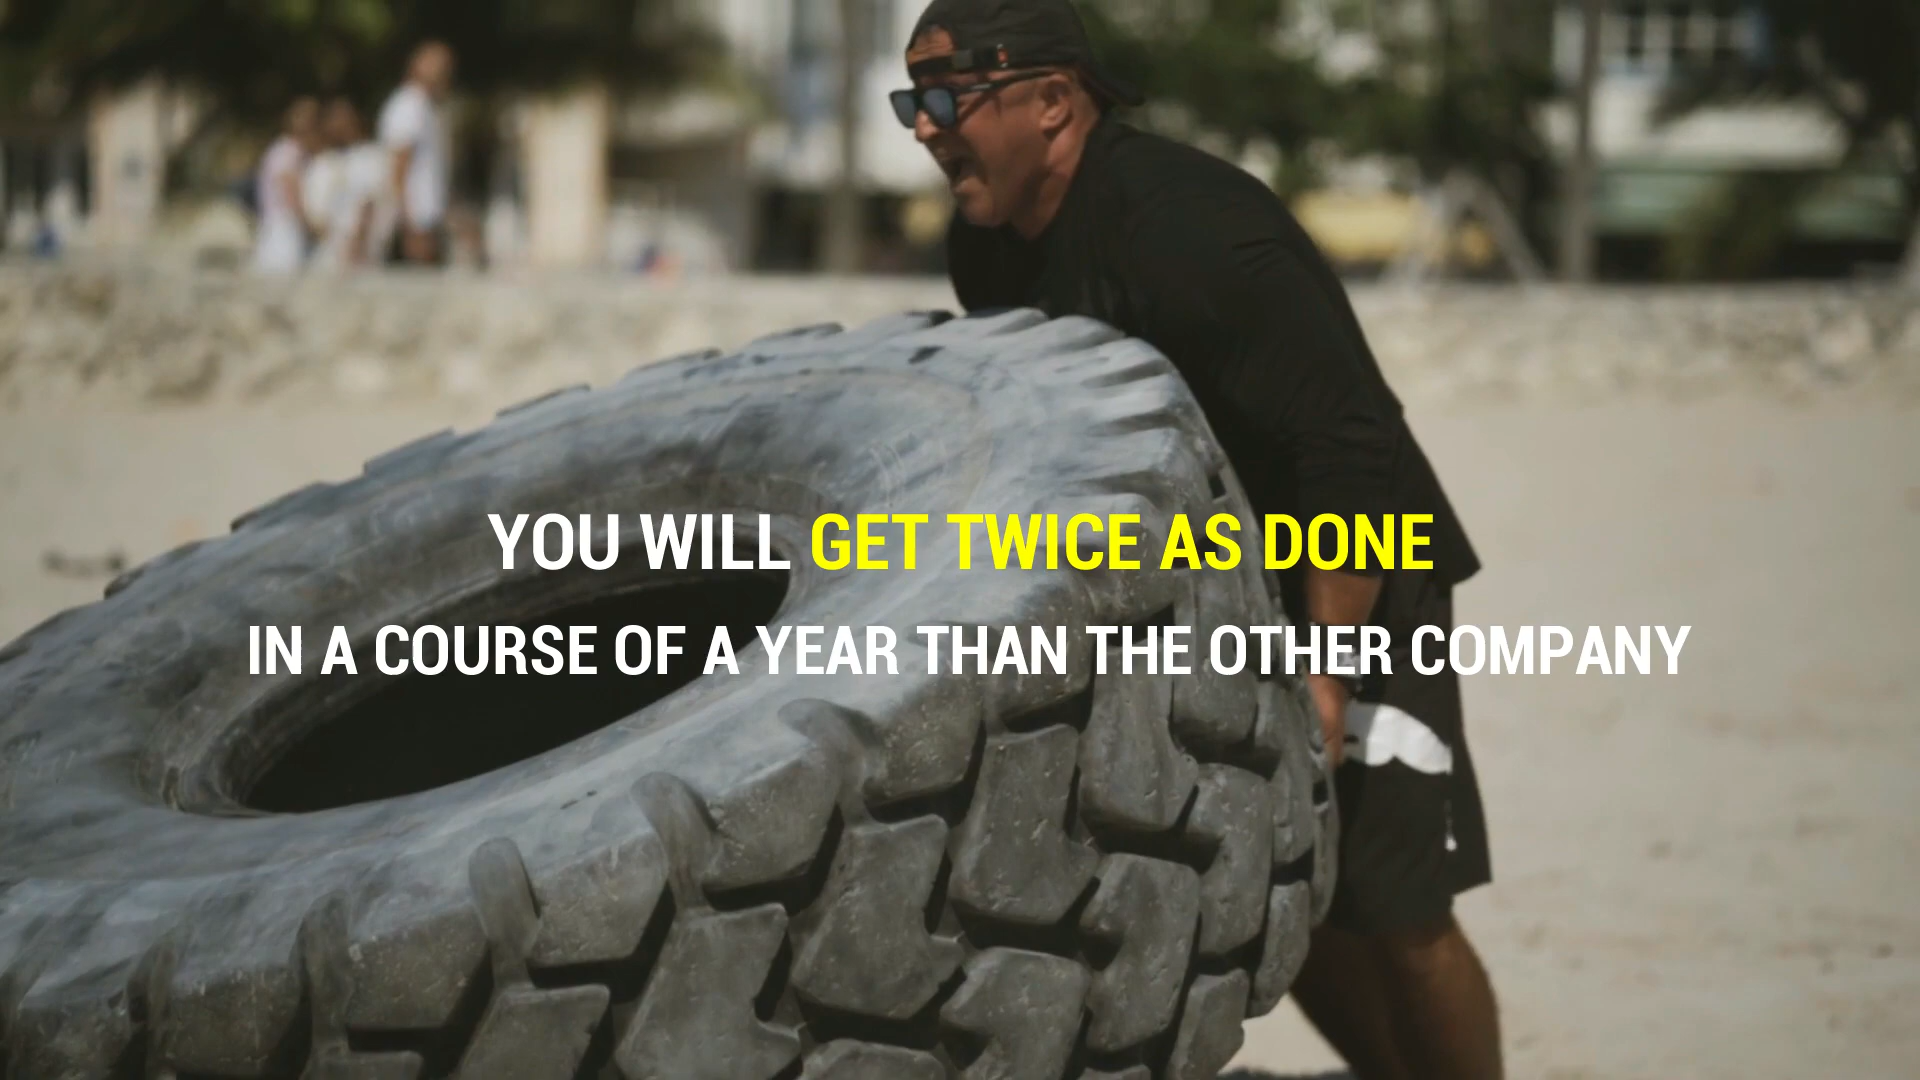 YOU WILL GET TWICE AS DONE
IN A COURSE OF A YEAR THAN THE OTHER COMPANY